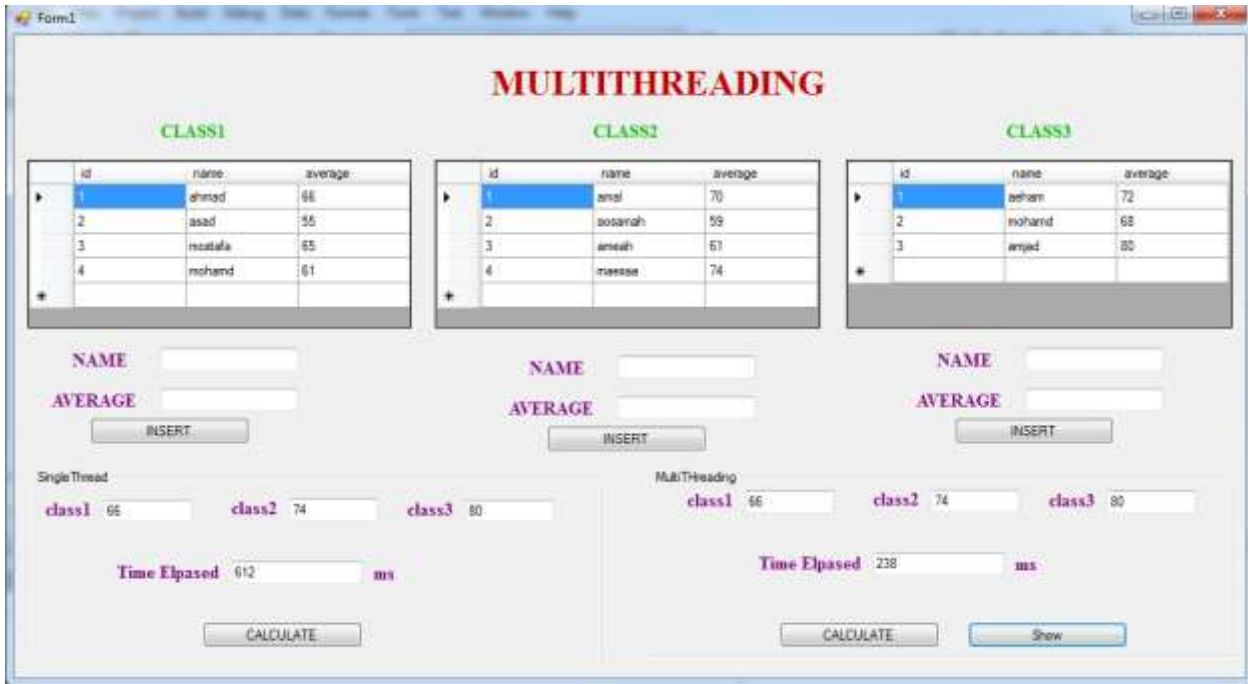 Form1
MULTITHREADING
CLASS1 CLASS2 CLASS3
id name average id name average id name average
1 ahmad 66 1 amal 70 1 aeham 72
2 asad 55 2 aosamah 59 2 mohamd 68
3 mostafa 65 3 ameah 61 3 amjad 80
4 mohamd 61 4 maesaa 74
NAME NAME NAME
AVERAGE AVERAGE AVERAGE
INSERT INSERT INSERT
SingleThread MultiTHreading
class1 66 class2 74 class3 80 class1 66 class2 74 class3 80
Time Elpased 612 ms Time Elpased 238 ms
CALCULATE CALCULATE Show